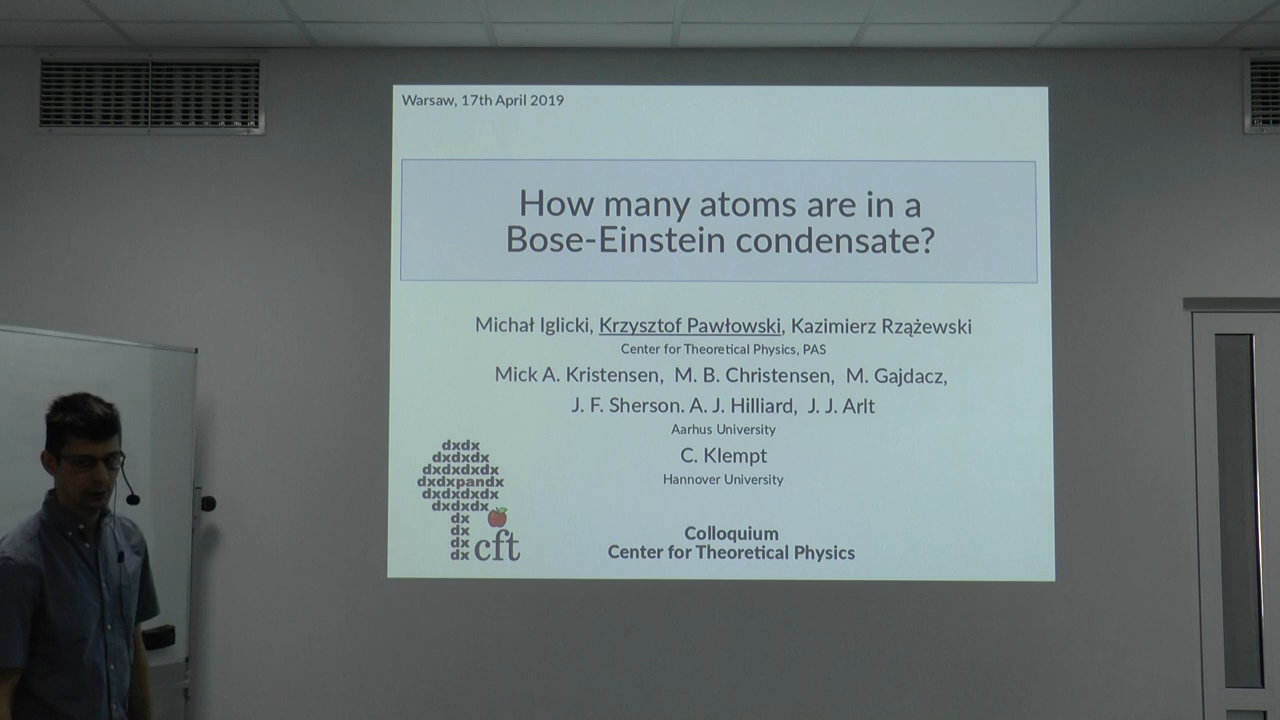 Warsaw, 17th April 2019
How many atoms are in a
Bose-Einstein condensate?
Michał Iglicki, Krzysztof Pawłowski, Kazimierz Rzążewski
Center for Theoretical Physics, PAS
Mick A. Kristensen, M. B. Christensen, M. Gajdacz,
J. F. Sherson. A. J. Hilliard, J. J. Arlt
Aarhus University
C. Klempt
Hannover University
dxdx
dxdxdx
dxdxdxdx
dxdxpandx
dxdxdxdx
dxdxdx
dx
dx
dx
dx cft
Colloquium
Center for Theoretical Physics